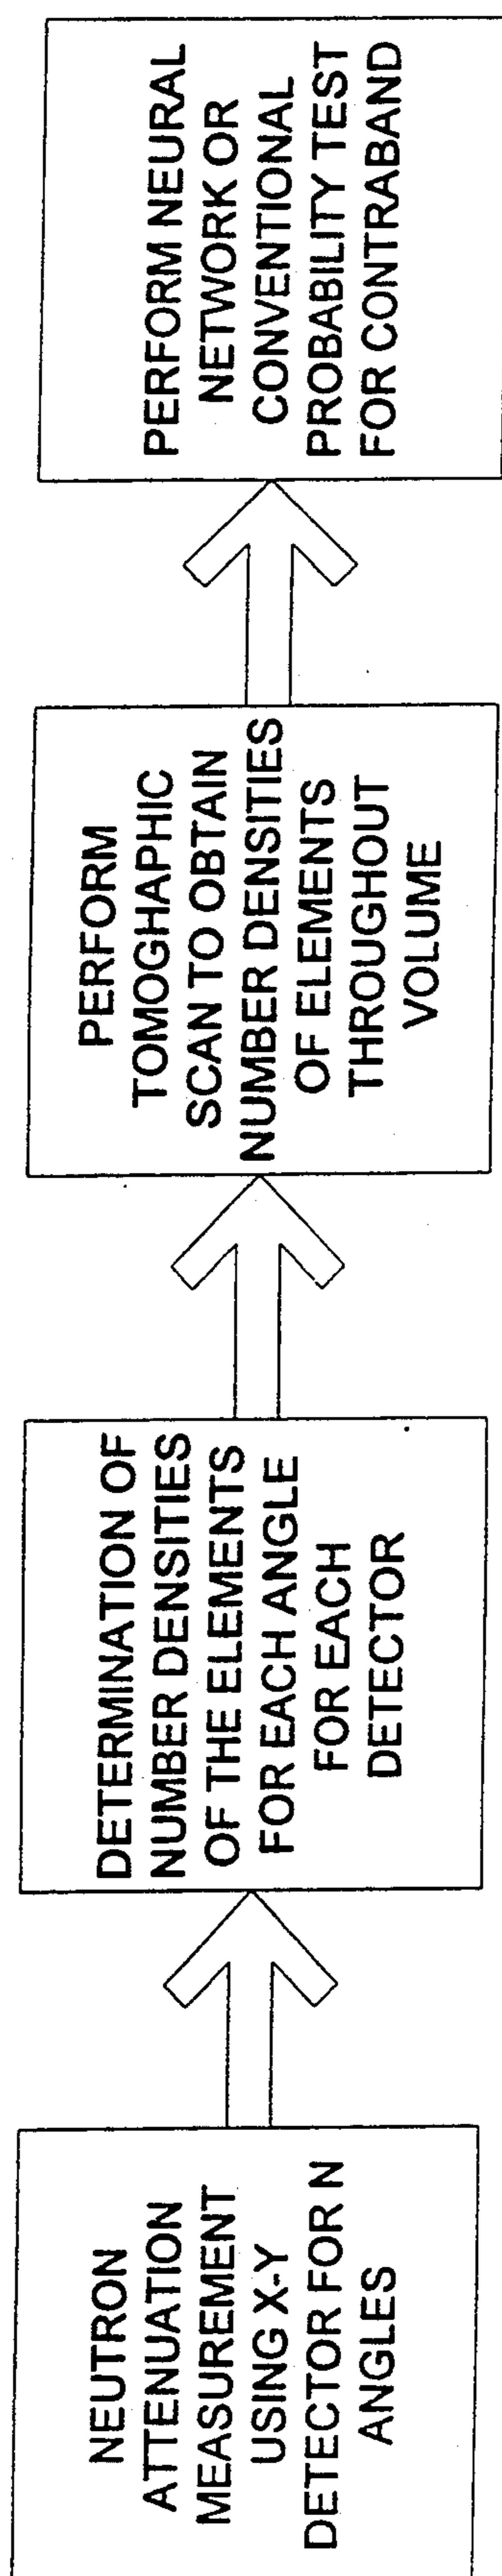 NEUTRON
ATTENUATION
MEASUREMENT
USING X-Y
DETECTOR FOR N
ANGLES
DETERMINATION OF
NUMBER DENSITIES
OF THE ELEMENTS
FOR EACH ANGLE
FOR EACH
DETECTOR
PERFORM
TOMOGHAPHIC
SCAN TO OBTAIN
NUMBER DENSITIES
OF ELEMENTS
THROUGHOUT
VOLUME
PERFORM NEURAL
NETWORK OR
CONVENTIONAL
PROBABILITY TEST
FOR CONTRABAND